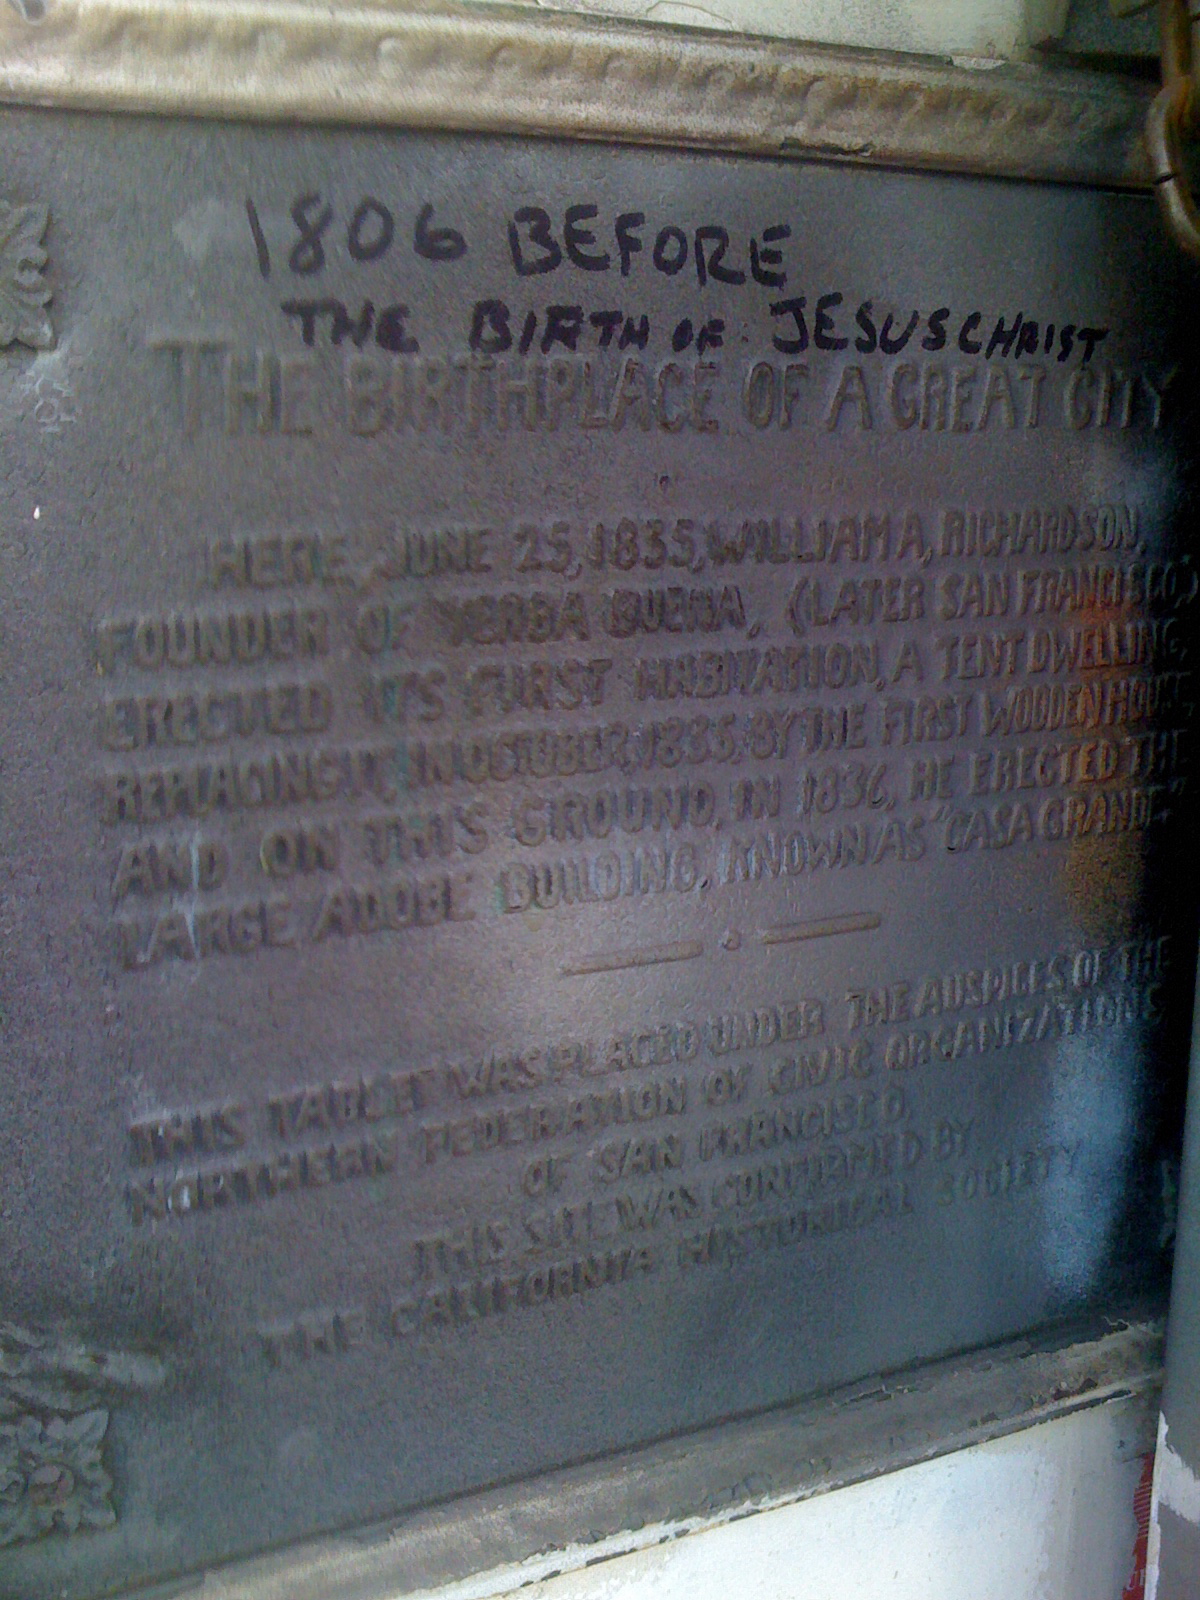 1806 BEFORE
THE BIRTH OF JESUS CHRIST
THE BIRTHPLACE OF A GREAT CITY
HERE, JUNE 25, 1835, WILLIAM A, RICHARDSON,
FOUNDER OF YERBA BUENA, (LATER SAN FRANCISCO,)
ERECTED ITS FIRST HABITATION, A TENT DWELLING,
REPLACING IT, IN OCTOBER, 1835, BY THE FIRST WOODEN HOUSE
AND ON THIS GROUND, IN 1836, HE ERECTED THE
LARGE ADOBE BUILDING, KNOWN AS "CASA GRANDE"
THIS TABLET WAS PLACED UNDER THE AUSPICES OF THE
NORTHERN FEDERATION OF CIVIC ORGANIZATIONS
OF SAN FRANCISCO.
THIS SITE WAS CONFIRMED BY
THE CALIFORNIA HISTORICAL SOCIETY